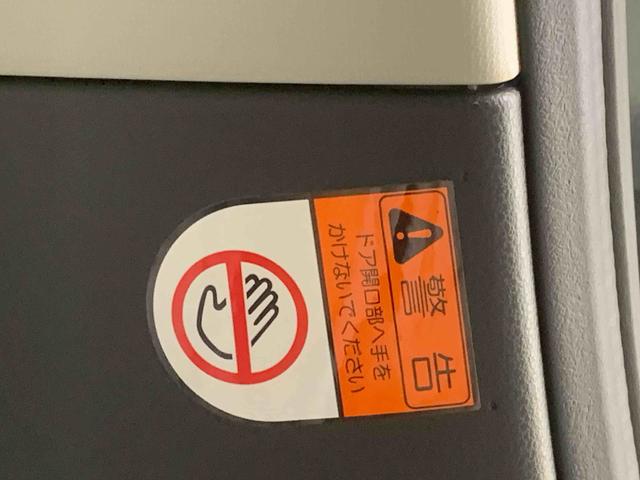 警告
ドア開口部へ手を
かけないでください